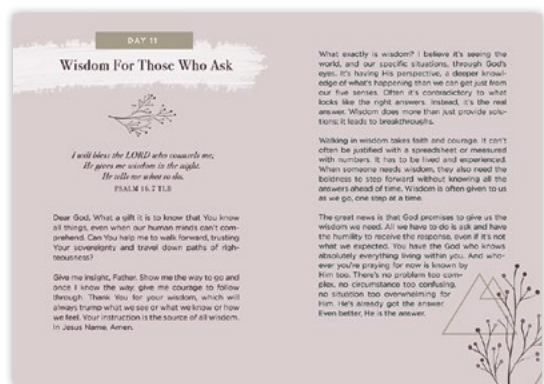 DAY 11
Wisdom For Those Who Ask
I will bless the LORD who counsels me;
He gives me wisdom in the night.
He tells me what to do.
PSALM 16:7 TLB
Dear God, What a gift it is to know that You know
all things, even when our human minds can't com-
prehend. Can You help me to walk forward, trusting
Your sovereignty and travel down paths of righ-
teousness?
Give me insight, Father. Show me the way to go and
once I know the way, give me courage to follow
through. Thank You for your wisdom, which will
always trump what we see or what we know or how
we feel. Your instruction is the source of all wisdom.
In Jesus Name, Amen.
What exactly is wisdom? I believe it's seeing the
world, and our specific situations, through God's
eyes. It's having His perspective, a deeper knowl-
edge of what's happening than we can get just from
our five senses. Often it's contradictory to what
looks like the right answers. Instead, it's the real
answer. Wisdom does more than just provide solu-
tions; it leads to breakthroughs.
Walking in wisdom takes faith and courage. It can't
often be justified with a spreadsheet or measured
with numbers. It has to be lived and experienced.
When someone needs wisdom, they also need the
boldness to step forward without knowing all the
answers ahead of time. Wisdom is often given to us
as we go, one step at a time.
The great news is that God promises to give us the
wisdom we need. All we have to do is ask and have
the humility to receive the response, even if it's not
what we expected. You have the God who knows
absolutely everything living within you. And who-
ever you're praying for now is known by
Him too. There's no problem too com-
plex, no circumstance too confusing,
no situation too overwhelming for
Him. He's already got the answer.
Even better, He is the answer.